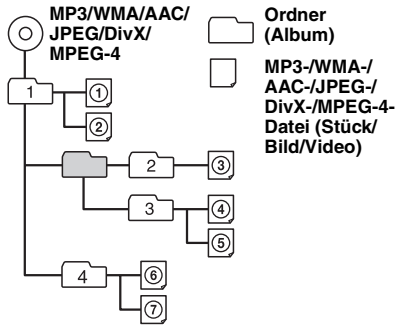 MP3/WMA/AAC/
JPEG/DivX/
MPEG-4
Ordner
(Album)
MP3-/WMA-/
AAC-/JPEG-/
DivX-/MPEG-4-
Datei (Stück/
Bild/Video)
1
①
②
2
③
3
④
⑤
4
⑥
⑦